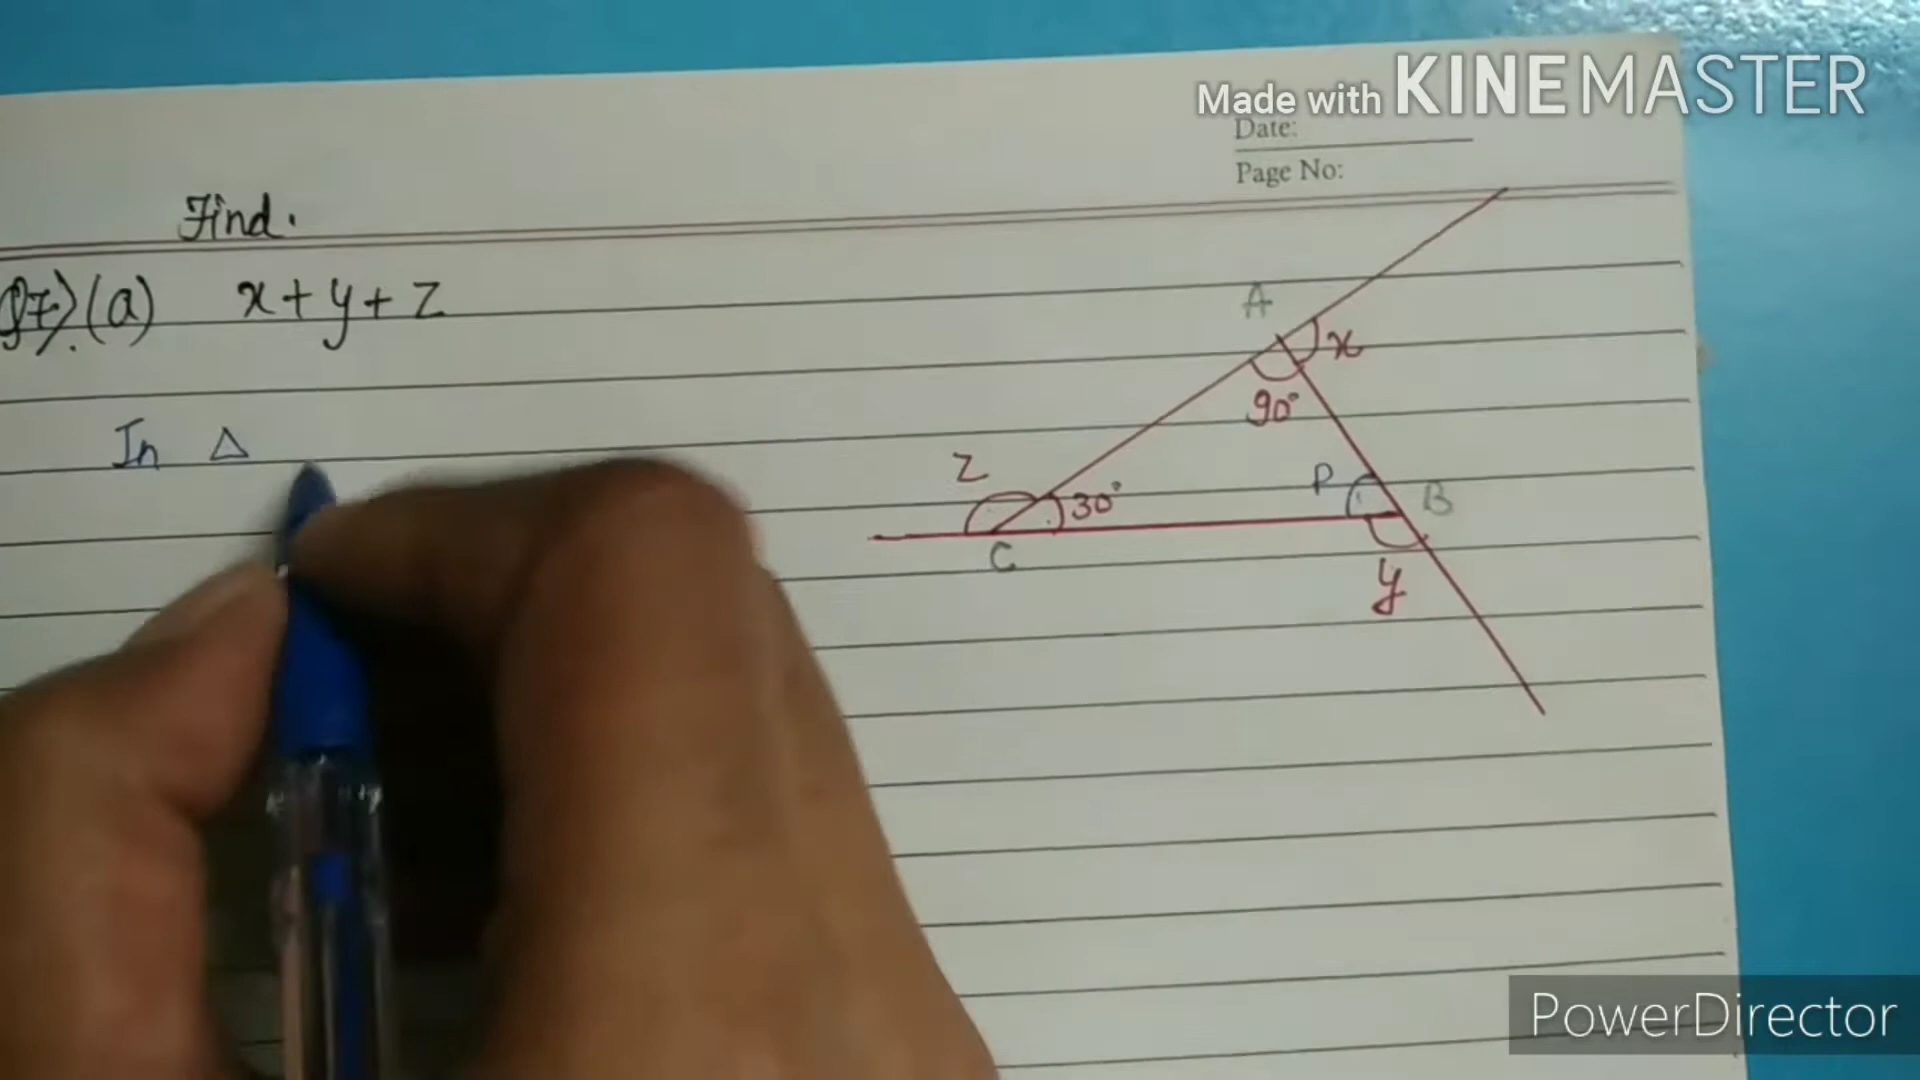 Made with KINEMASTER
Date:
Page No:
Find.
(a) x + y + z
In Δ
A
x
90°
z
30°
P
B
C
y
PowerDirector